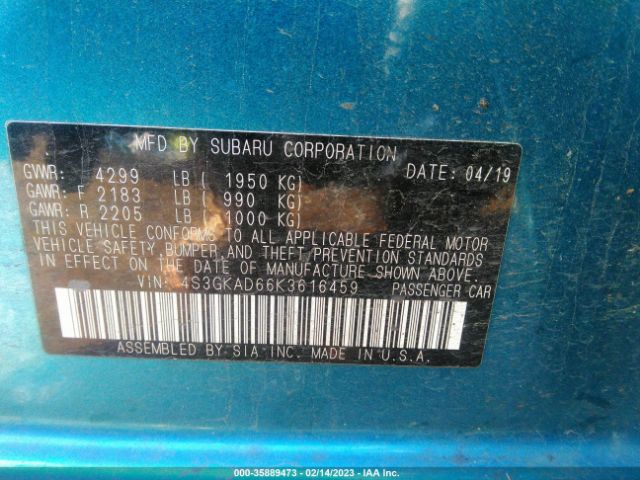 MFD BY SUBARU CORPORATION
GVWR: 4299 LB ( 1950 KG) DATE: 04/19
GAWR: F 2183 LB ( 990 KG)
GAWR: R 2205 LB ( 1000 KG)
THIS VEHICLE CONFORMS TO ALL APPLICABLE FEDERAL MOTOR
VEHICLE SAFETY, BUMPER, AND THEFT/PREVENTION STANDARDS
IN EFFECT ON THE DATE OF MANUFACTURE SHOWN ABOVE.
VIN: 4S3GKAD66K3616459 PASSENGER CAR
ASSEMBLED BY SIA INC. MADE IN U.S.A.
000-35889473 - 02/14/2023 - IAA Inc.